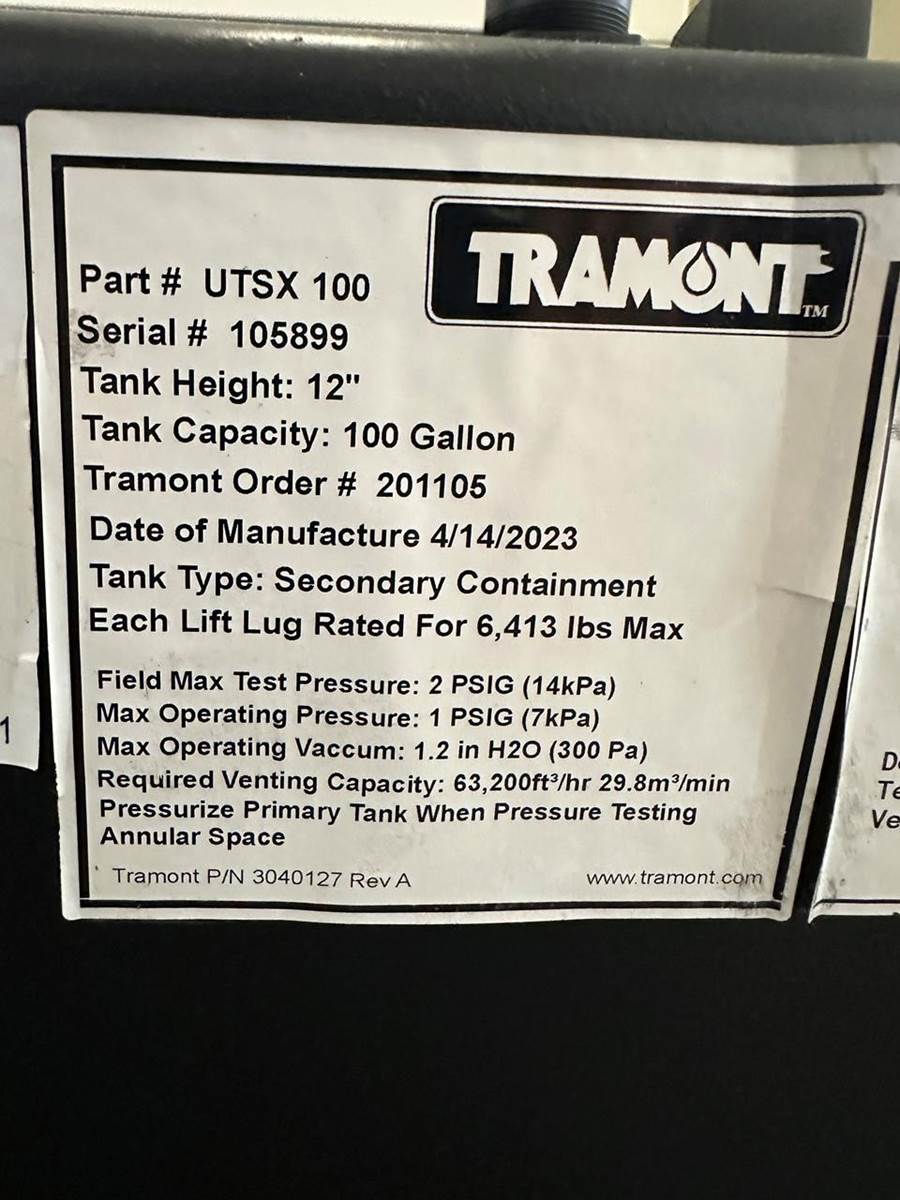 TRAMONT™
Part # UTSX 100
Serial # 105899
Tank Height: 12"
Tank Capacity: 100 Gallon
Tramont Order # 201105
Date of Manufacture 4/14/2023
Tank Type: Secondary Containment
Each Lift Lug Rated For 6,413 lbs Max
Field Max Test Pressure: 2 PSIG (14kPa)
Max Operating Pressure: 1 PSIG (7kPa)
Max Operating Vaccum: 1.2 in H2O (300 Pa)
Required Venting Capacity: 63,200ft³/hr 29.8m³/min
Pressurize Primary Tank When Pressure Testing
Annular Space
Tramont P/N 3040127 Rev A www.tramont.com
1